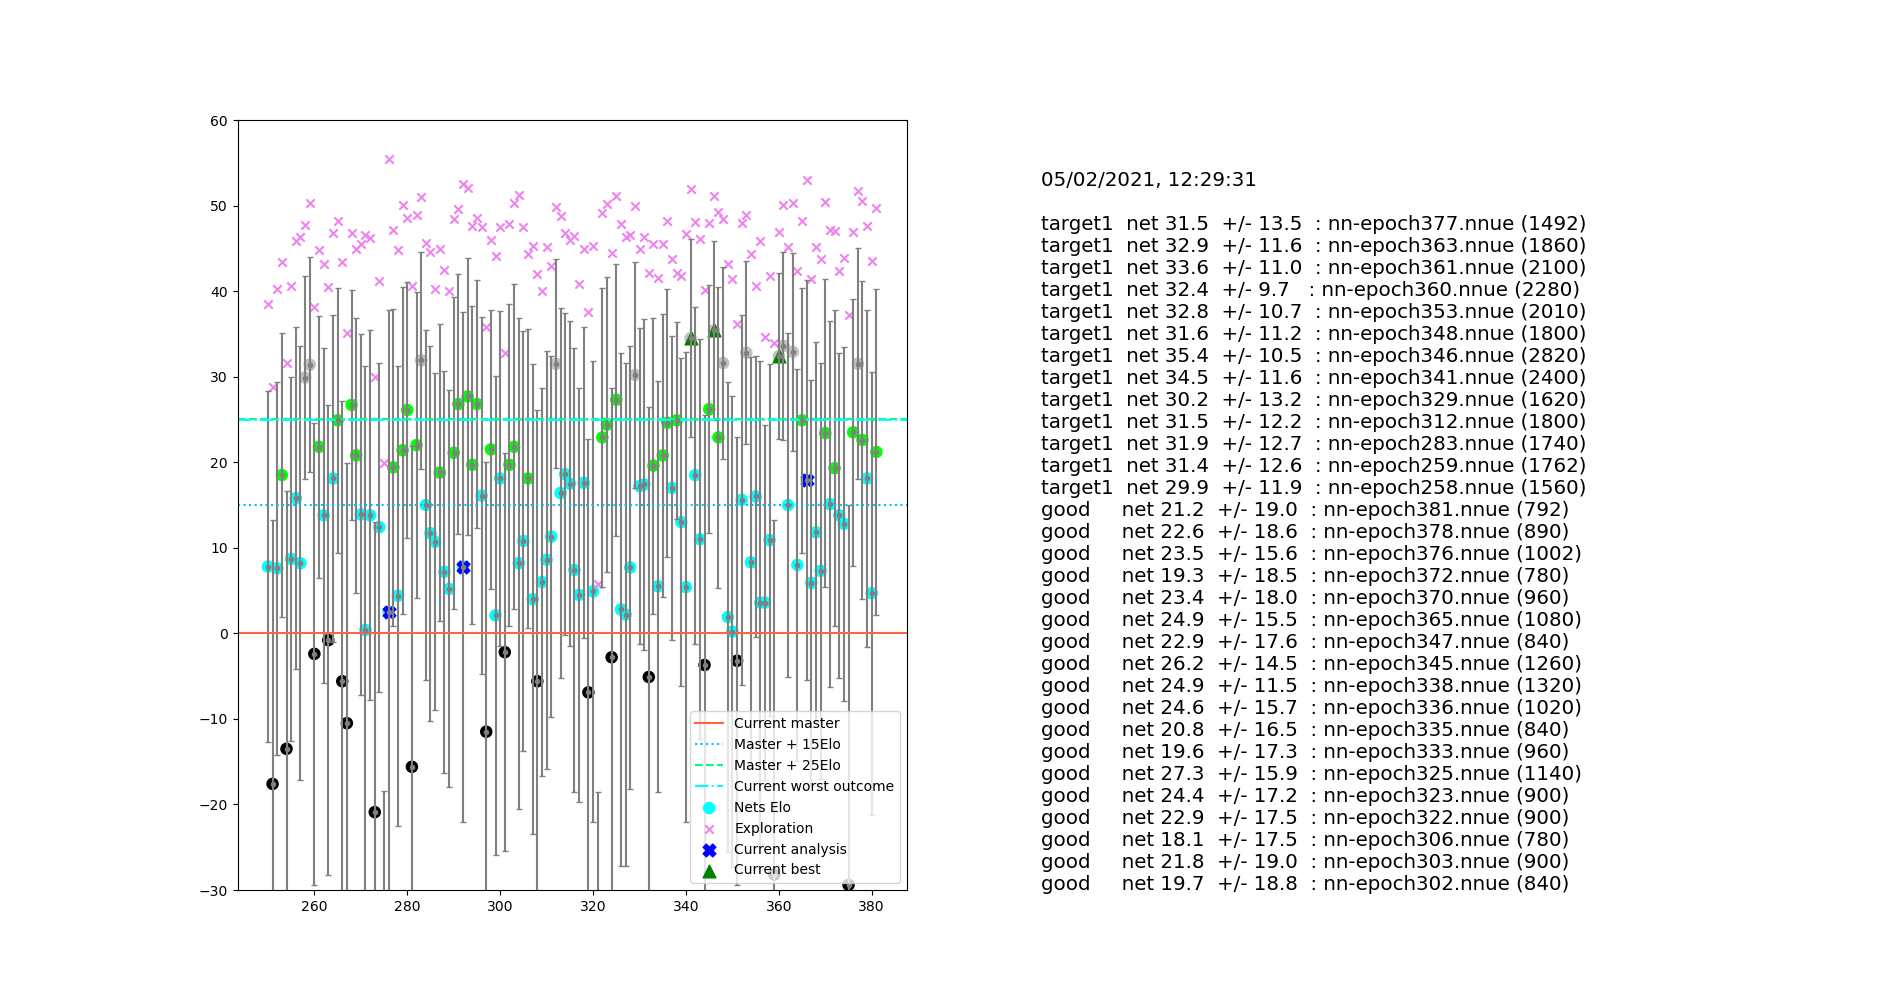 60
50
40
30
20
10
0
−10
−20
−30
260
280
300
320
340
360
380
Current master
Master + 15Elo
Master + 25Elo
Current worst outcome
Nets Elo
Exploration
Current analysis
Current best
05/02/2021, 12:29:31
target1 net 31.5 +/- 13.5 : nn-epoch377.nnue (1492)
target1 net 32.9 +/- 11.6 : nn-epoch363.nnue (1860)
target1 net 33.6 +/- 11.0 : nn-epoch361.nnue (2100)
target1 net 32.4 +/- 9.7 : nn-epoch360.nnue (2280)
target1 net 32.8 +/- 10.7 : nn-epoch353.nnue (2010)
target1 net 31.6 +/- 11.2 : nn-epoch348.nnue (1800)
target1 net 35.4 +/- 10.5 : nn-epoch346.nnue (2820)
target1 net 34.5 +/- 11.6 : nn-epoch341.nnue (2400)
target1 net 30.2 +/- 13.2 : nn-epoch329.nnue (1620)
target1 net 31.5 +/- 12.2 : nn-epoch312.nnue (1800)
target1 net 31.9 +/- 12.7 : nn-epoch283.nnue (1740)
target1 net 31.4 +/- 12.6 : nn-epoch259.nnue (1762)
target1 net 29.9 +/- 11.9 : nn-epoch258.nnue (1560)
good net 21.2 +/- 19.0 : nn-epoch381.nnue (792)
good net 22.6 +/- 18.6 : nn-epoch378.nnue (890)
good net 23.5 +/- 15.6 : nn-epoch376.nnue (1002)
good net 19.3 +/- 18.5 : nn-epoch372.nnue (780)
good net 23.4 +/- 18.0 : nn-epoch370.nnue (960)
good net 24.9 +/- 15.5 : nn-epoch365.nnue (1080)
good net 22.9 +/- 17.6 : nn-epoch347.nnue (840)
good net 26.2 +/- 14.5 : nn-epoch345.nnue (1260)
good net 24.9 +/- 11.5 : nn-epoch338.nnue (1320)
good net 24.6 +/- 15.7 : nn-epoch336.nnue (1020)
good net 20.8 +/- 16.5 : nn-epoch335.nnue (840)
good net 19.6 +/- 17.3 : nn-epoch333.nnue (960)
good net 27.3 +/- 15.9 : nn-epoch325.nnue (1140)
good net 24.4 +/- 17.2 : nn-epoch323.nnue (900)
good net 22.9 +/- 17.5 : nn-epoch322.nnue (900)
good net 18.1 +/- 17.5 : nn-epoch306.nnue (780)
good net 21.8 +/- 19.0 : nn-epoch303.nnue (900)
good net 19.7 +/- 18.8 : nn-epoch302.nnue (840)